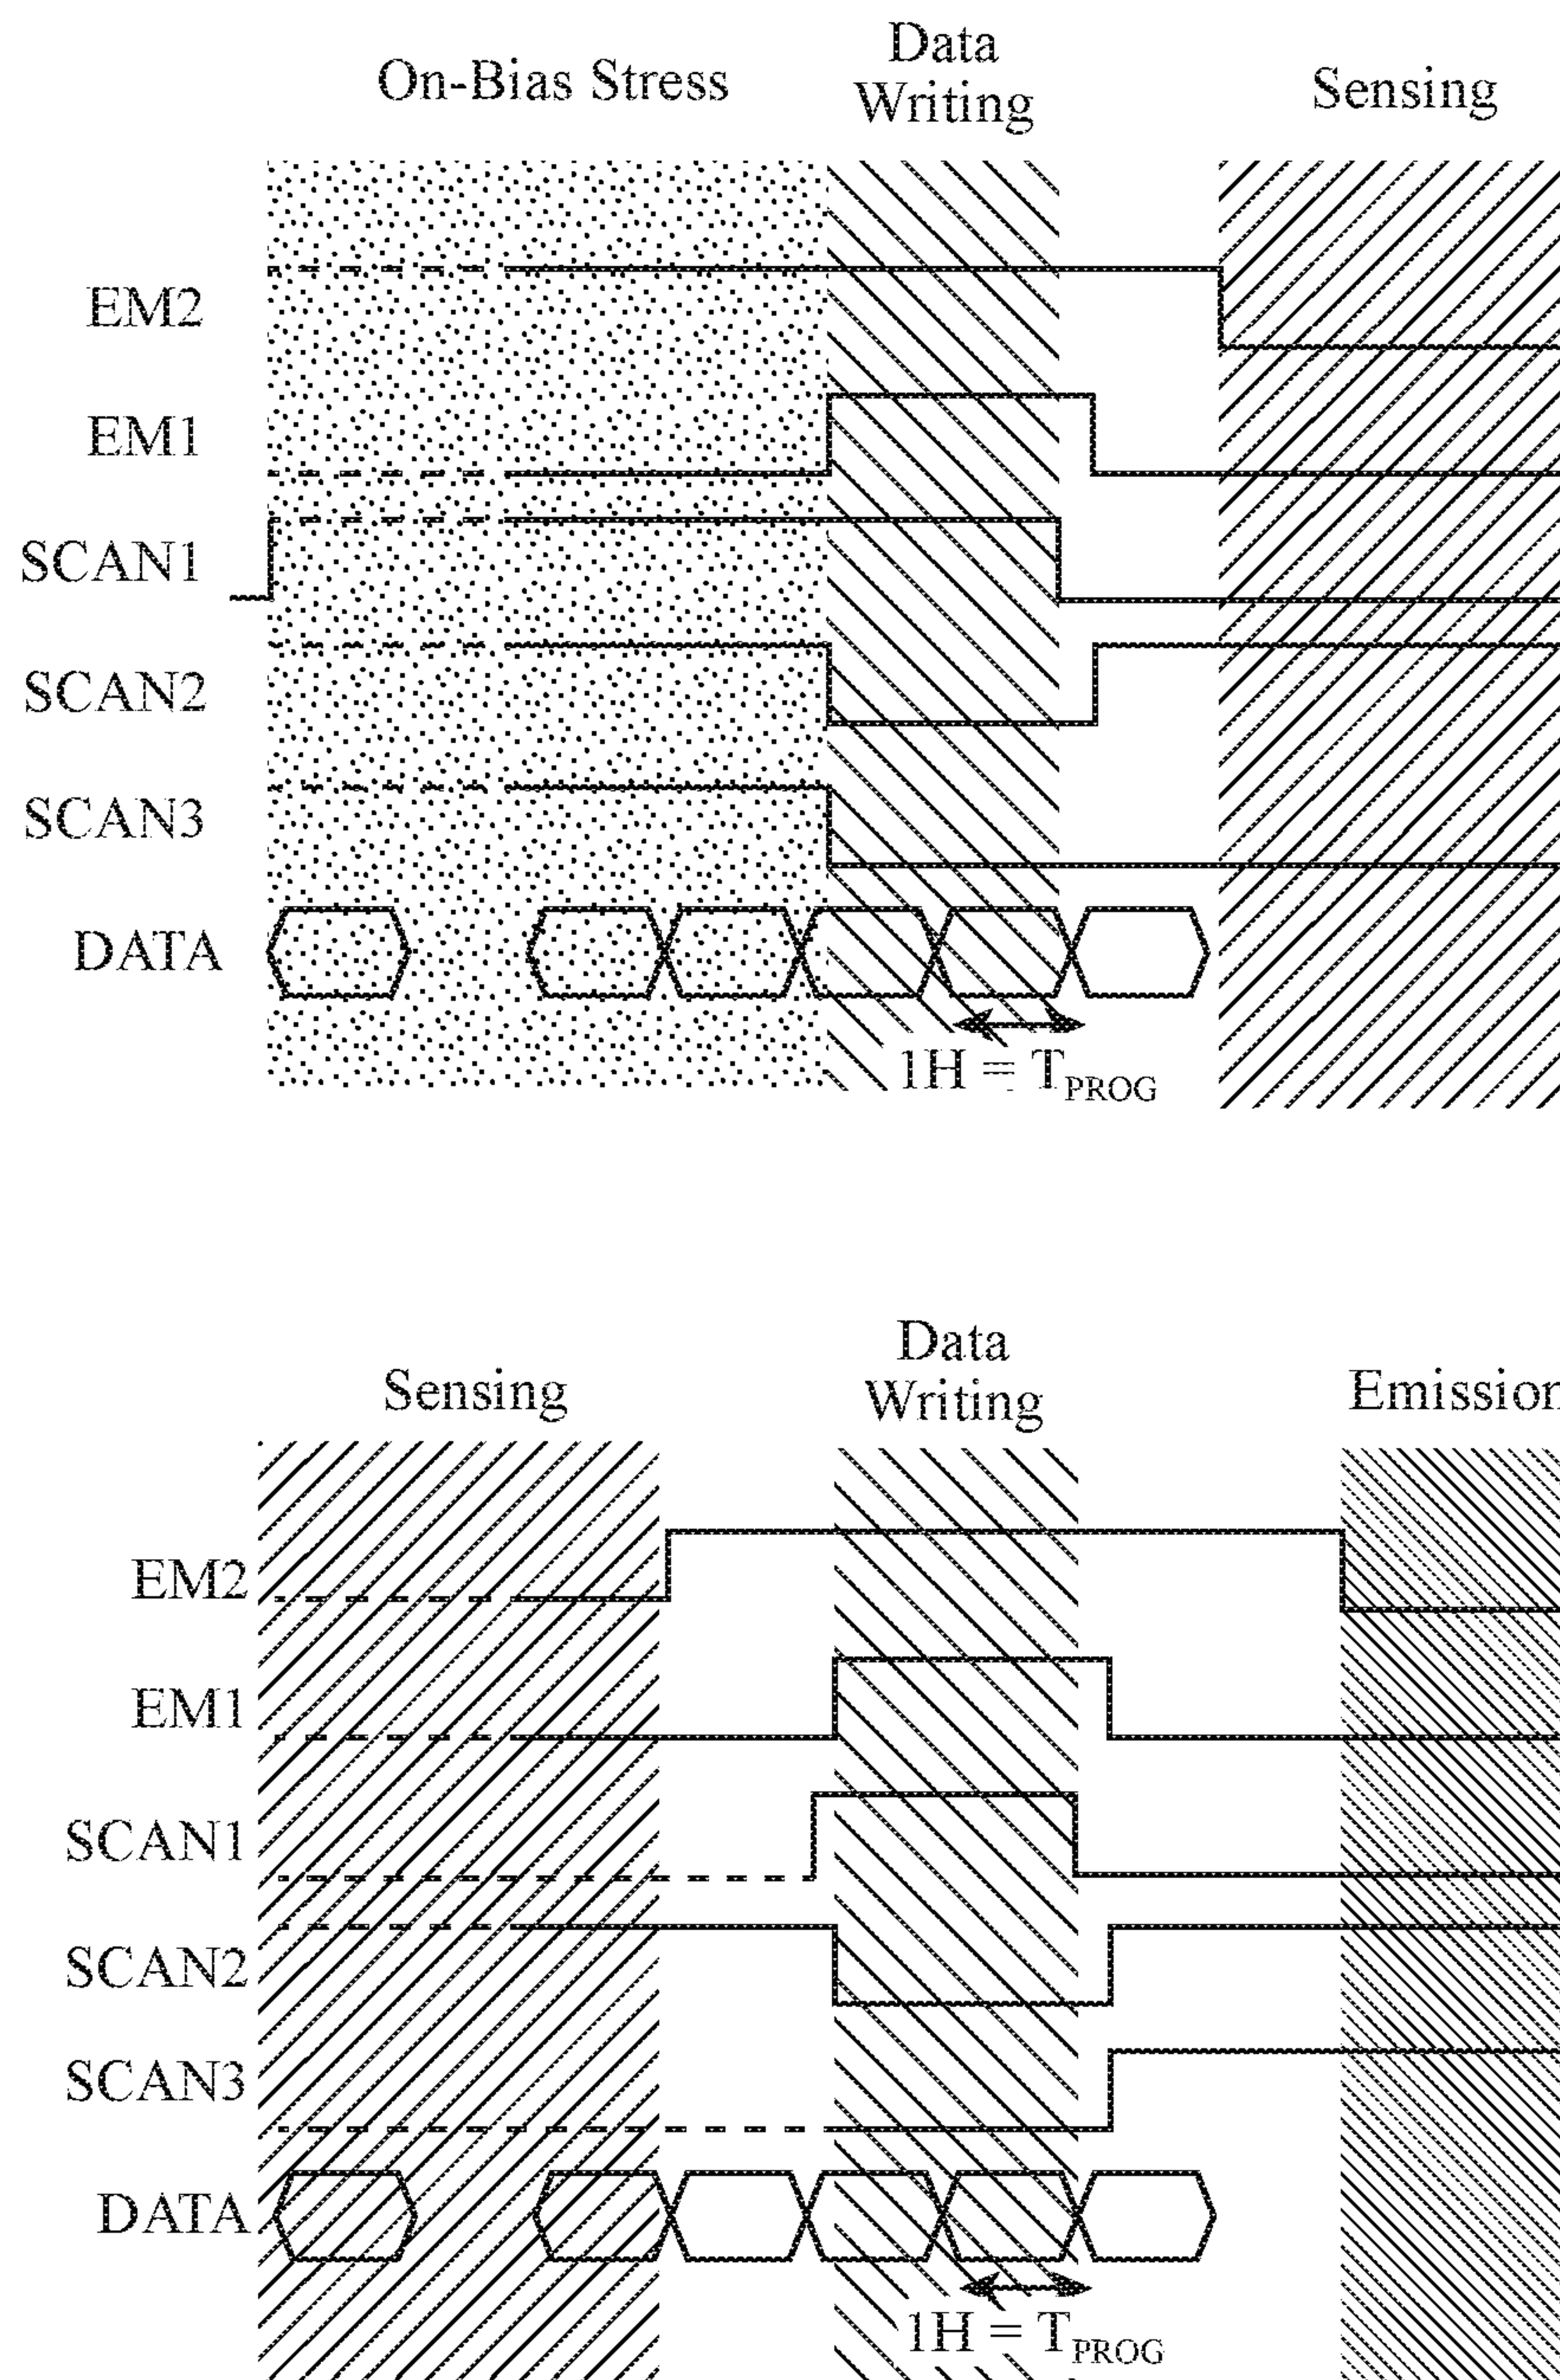 On-Bias Stress
Data
Writing
Sensing
EM2
EM1
SCAN1
SCAN2
SCAN3
DATA
1H = TPROG
Sensing
Data
Writing
Emission
EM2
EM1
SCAN1
SCAN2
SCAN3
DATA
1H = TPROG